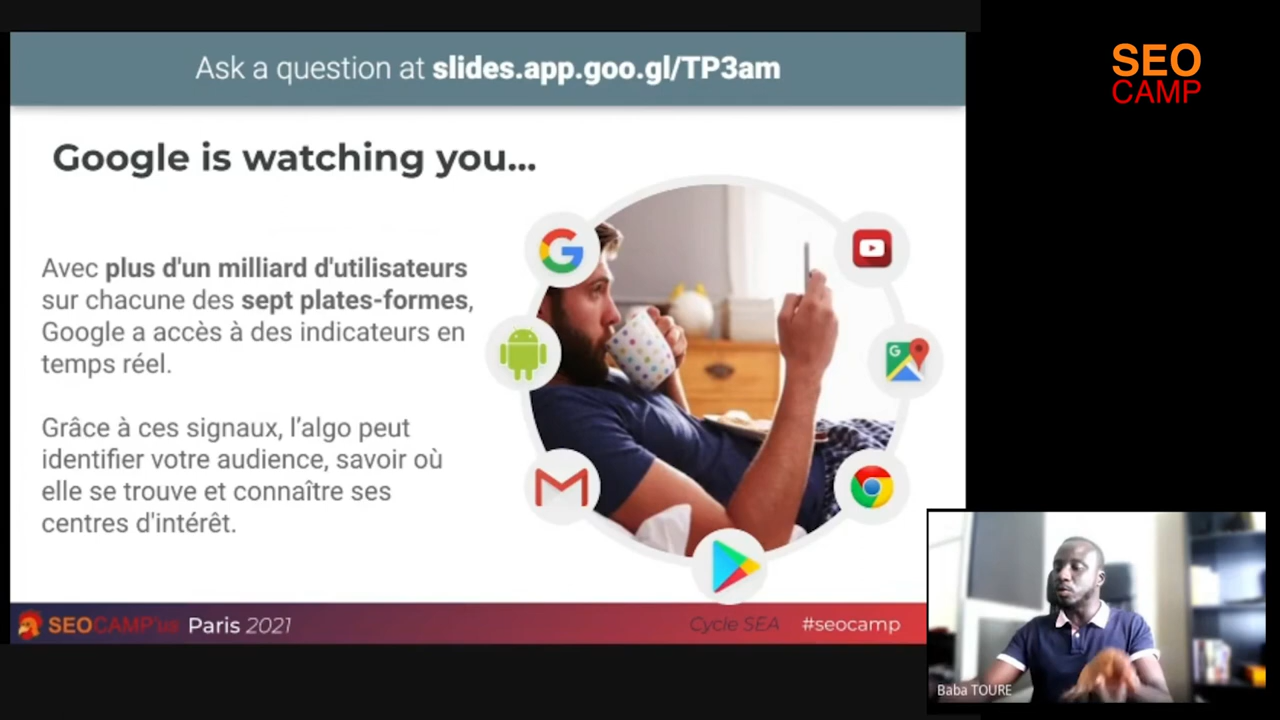 Ask a question at slides.app.goo.gl/TP3am
SEO
CAMP
Google is watching you...
Avec plus d'un milliard d'utilisateurs
sur chacune des sept plates-formes,
Google a accès à des indicateurs en
temps réel.
Grâce à ces signaux, l'algo peut
identifier votre audience, savoir où
elle se trouve et connaître ses
centres d'intérêt.
SEOCAMP'us Paris 2021
Cycle SEA #seocamp
Baba TOURE